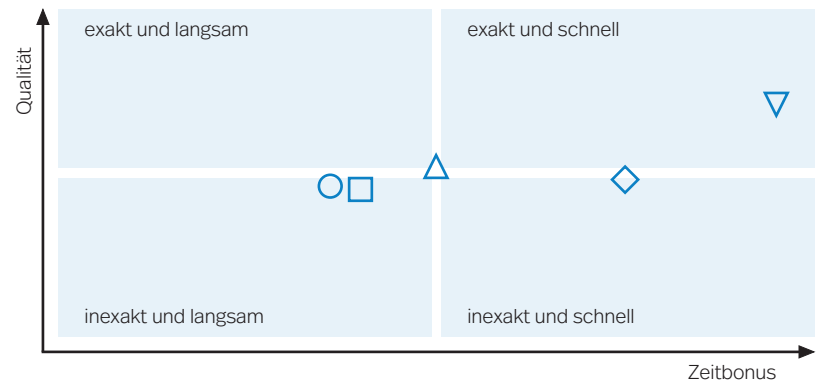 exakt und langsam
exakt und schnell
Qualität
inexakt und langsam
inexakt und schnell
Zeitbonus